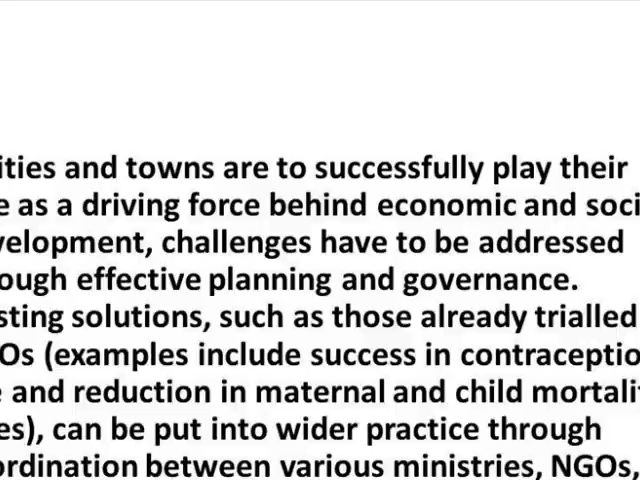 ities and towns are to successfully play their
e as a driving force behind economic and soci
velopment, challenges have to be addressed
ough effective planning and governance.
sting solutions, such as those already trialled
Os (examples include success in contraceptio
e and reduction in maternal and child mortalit
es), can be put into wider practice through
ordination between various ministries, NGOs,